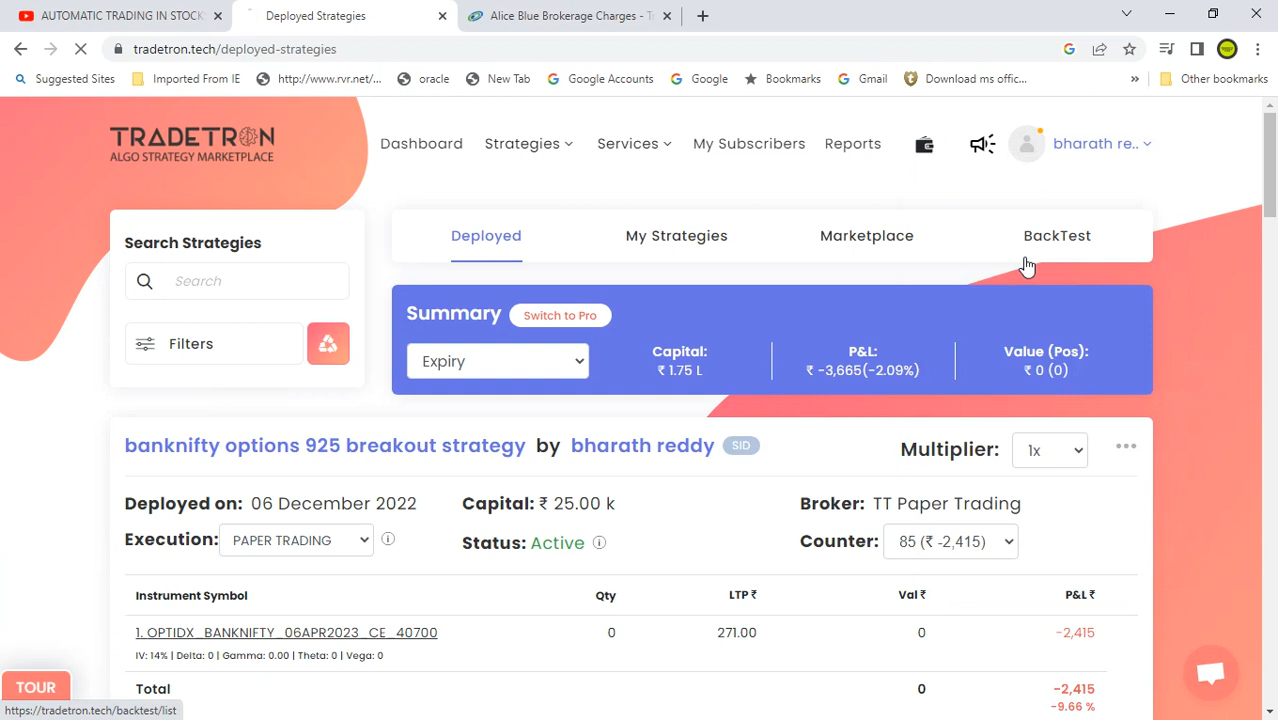 AUTOMATIC TRADING IN STOCK
Deployed Strategies
Alice Blue Brokerage Charges - T
tradetron.tech/deployed-strategies
Suggested Sites
Imported From IE
http://www.rvr.net/...
oracle
New Tab
Google Accounts
Google
Bookmarks
Gmail
Download ms offic...
Other bookmarks
TRADETRON
ALGO STRATEGY MARKETPLACE
Dashboard
Strategies
Services
My Subscribers
Reports
bharath re..
Search Strategies
Search
Filters
Deployed
My Strategies
Marketplace
BackTest
Summary
Switch to Pro
Expiry
Capital:
₹ 1.75 L
P&L:
₹ -3,665(-2.09%)
Value (Pos):
₹ 0 (0)
banknifty options 925 breakout strategy by bharath reddy SID
Multiplier: 1x
Deployed on: 06 December 2022
Capital: ₹ 25.00 k
Broker: TT Paper Trading
Execution: PAPER TRADING
Status: Active
Counter: 85 (₹ -2,415)
Instrument Symbol Qty LTP ₹ Val ₹ P&L ₹
1. OPTIDX_BANKNIFTY_06APR2023_CE_40700 0 271.00 0 -2,415
IV: 14% | Delta: 0 | Gamma: 0.00 | Theta: 0 | Vega: 0
Total 0 -2,415
-9.66 %
TOUR
https://tradetron.tech/backtest/list